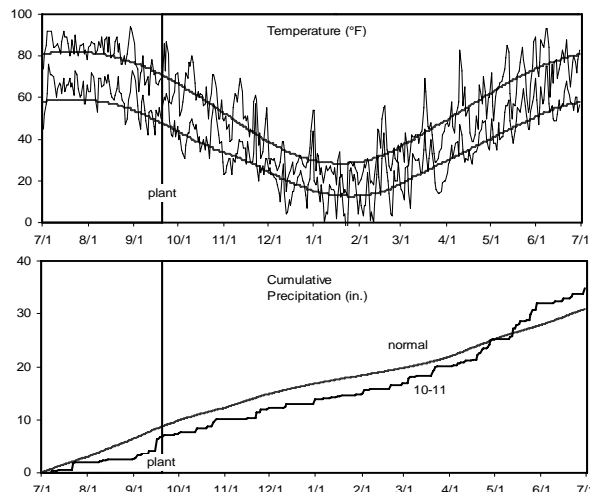 Temperature (°F)
100
80
60
40
20
0
plant
7/1 8/1 9/1 10/1 11/1 12/1 1/1 2/1 3/1 4/1 5/1 6/1 7/1
Cumulative
Precipitation (in.)
40
30
20
10
0
normal
10-11
plant
7/1 8/1 9/1 10/1 11/1 12/1 1/1 2/1 3/1 4/1 5/1 6/1 7/